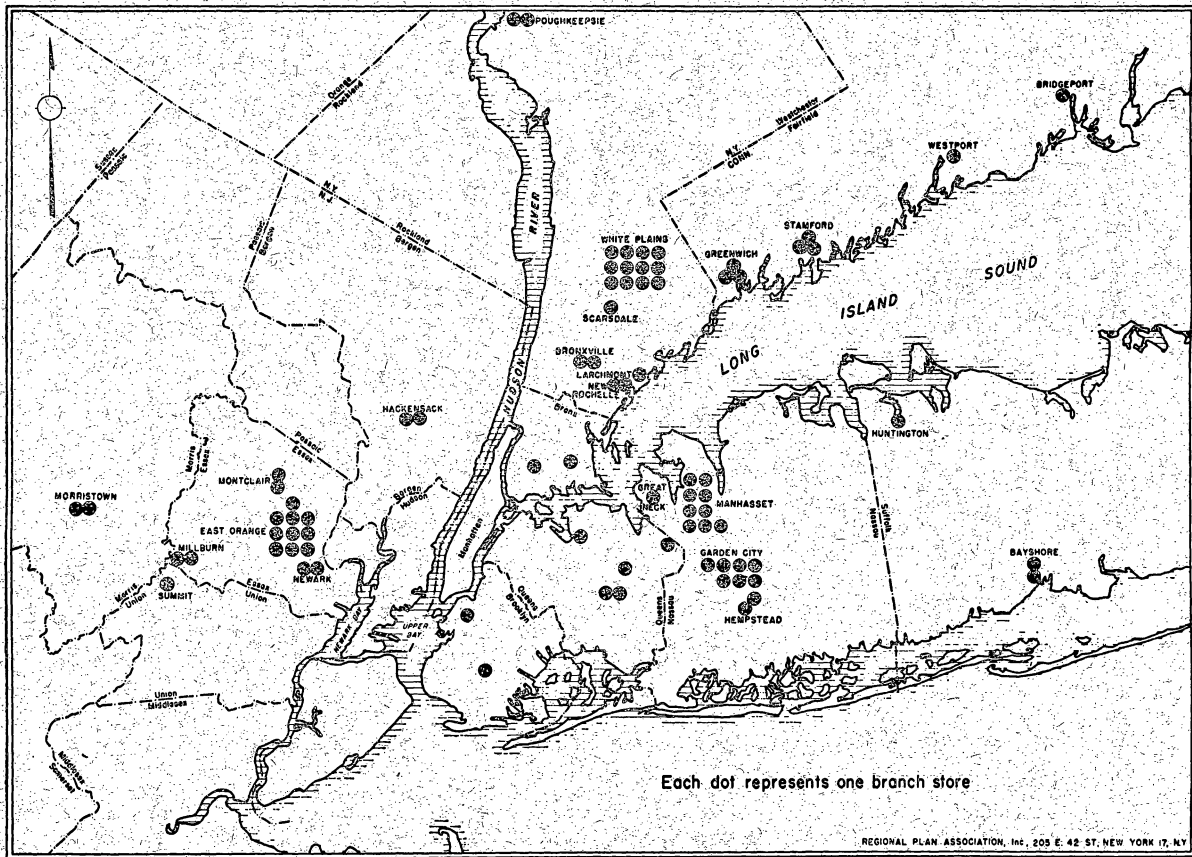 POUGHKEEPSIE
Orange
Rockland
BRIDGEPORT
Westchester
Fairfield
N.Y.
CONN.
WESTPORT
Sussex
Passaic
N.Y.
N.J.
Passaic
Bergen
Rockland
Bergen
RIVER
HUDSON
WHITE PLAINS
STAMFORD
GREENWICH
SCARSDALE
LONG
ISLAND
SOUND
BRONXVILLE
LARCHMONT
NEW
ROCHELLE
Bronx
HACKENSACK
HUNTINGTON
Morris
Essex
Passaic
Essex
MONTCLAIR
MORRISTOWN
Bergen
Hudson
GREAT
NECK
MANHASSET
Manhattan
EAST ORANGE
Suffolk
Nassau
MILLBURN
GARDEN CITY
BAYSHORE
NEWARK
SUMMIT
Morris
Union
Essex
Union
Queens
Brooklyn
Queens
Nassau
HEMPSTEAD
NEWARK BAY
UPPER
BAY
Union
Middlesex
Middlesex
Somerset
Each dot represents one branch store
REGIONAL PLAN ASSOCIATION, Inc., 205 E. 42 ST. NEW YORK 17, N.Y.